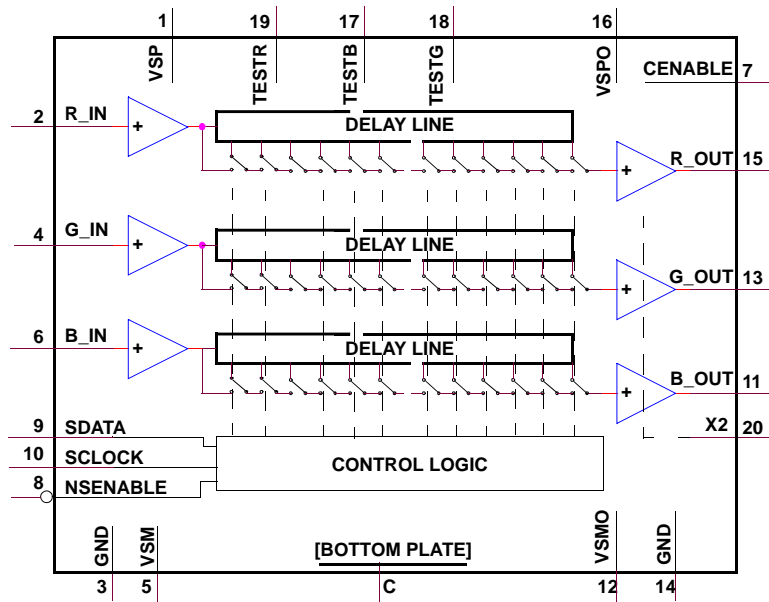 1 19 17 18 16
VSP TESTR TESTB TESTG VSPO
CENABLE 7
2 R_IN
+
DELAY LINE
+
R_OUT 15
4 G_IN
+
DELAY LINE
+
G_OUT 13
6 B_IN
+
DELAY LINE
+
B_OUT 11
X2 20
9 SDATA
10 SCLOCK
8 NSENABLE
CONTROL LOGIC
GND VSM [BOTTOM PLATE] VSMO GND
3 5 C 12 14